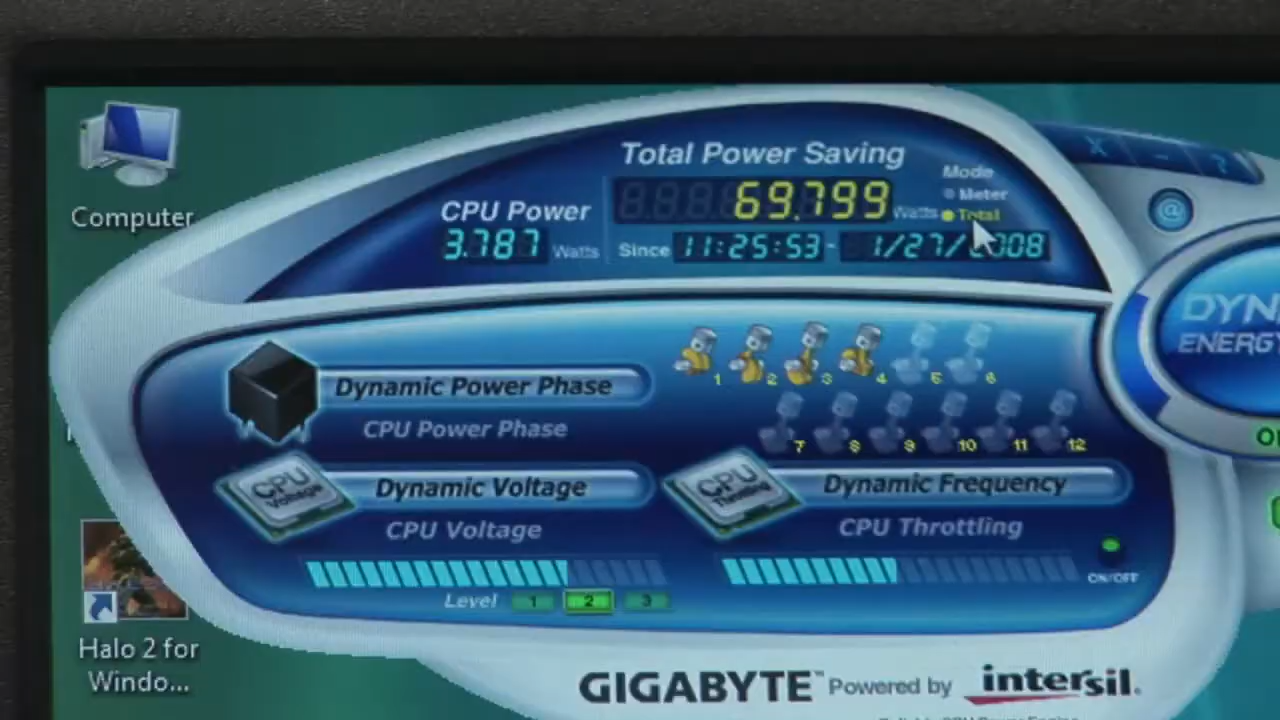 Computer
Total Power Saving
69.799 Watts
Mode
Meter
Total
CPU Power
3.787 Watts
Since 11:25:53 - 1/27/2008
X - ?
@
DYN
ENERGY
Dynamic Power Phase
CPU Power Phase
1 2 3 4 5 6
7 8 9 10 11 12
CPU
Voltage
Dynamic Voltage
CPU Voltage
CPU
Throttling
Dynamic Frequency
CPU Throttling
ON/OFF
Level 1 2 3
Halo 2 for
Windo...
GIGABYTE™ Powered by intersil.